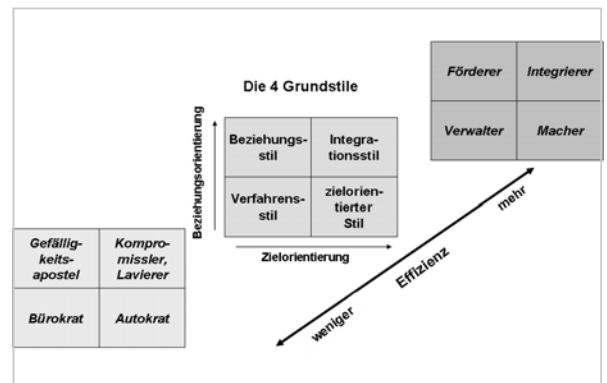 Die 4 Grundstile
Förderer
Integrierer
Verwalter
Macher
Beziehungsorientierung
Beziehungs-
stil
Integra-
tionsstil
Verfahrens-
stil
zielorien-
tierter
Stil
Zielorientierung
Gefällig-
keits-
apostel
Kompro-
missler,
Lavierer
Bürokrat
Autokrat
weniger
Effizienz
mehr